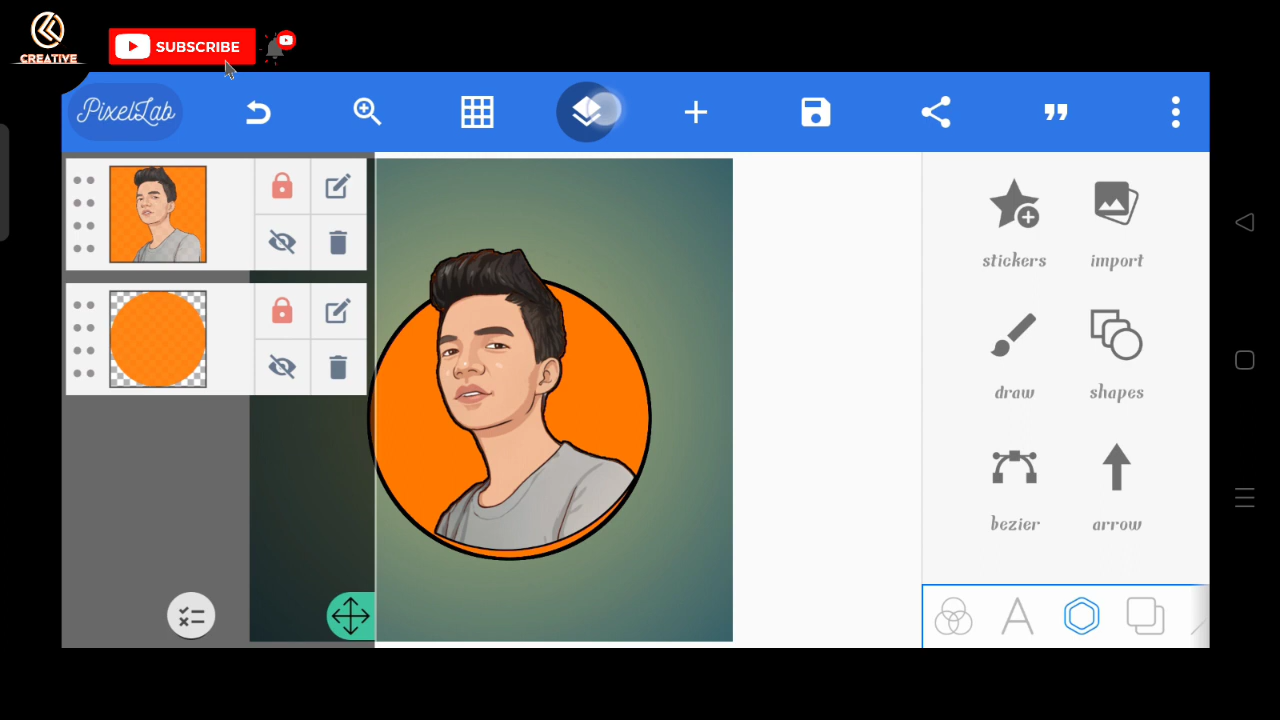 CREATIVE
SUBSCRIBE
PixelLab
stickers
import
draw
shapes
bezier
arrow